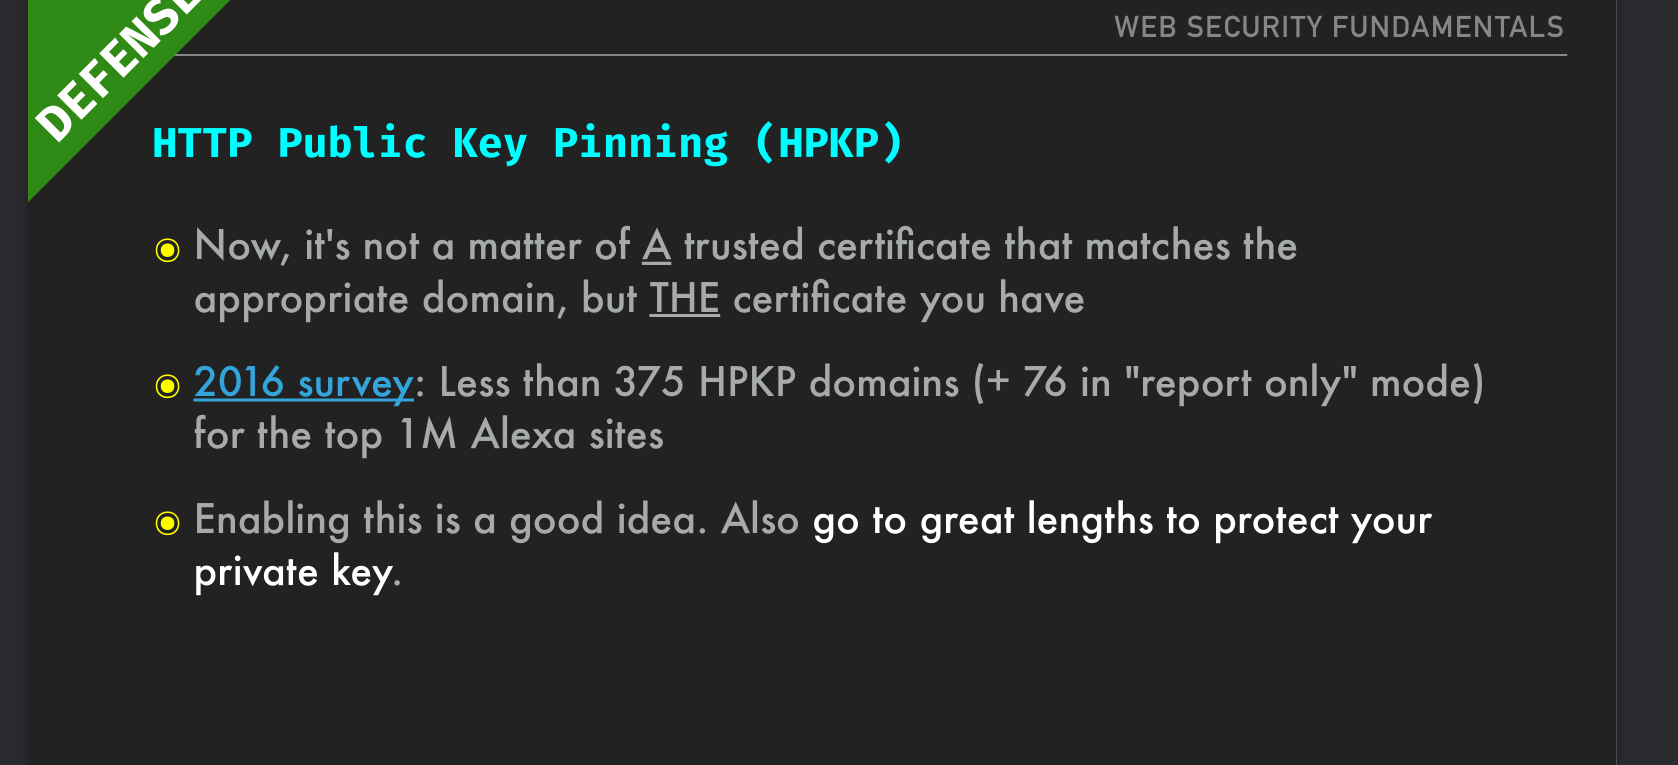 DEFENSE
WEB SECURITY FUNDAMENTALS
HTTP Public Key Pinning (HPKP)
Now, it's not a matter of A trusted certificate that matches the
appropriate domain, but THE certificate you have
2016 survey: Less than 375 HPKP domains (+ 76 in "report only" mode)
for the top 1M Alexa sites
Enabling this is a good idea. Also go to great lengths to protect your
private key.